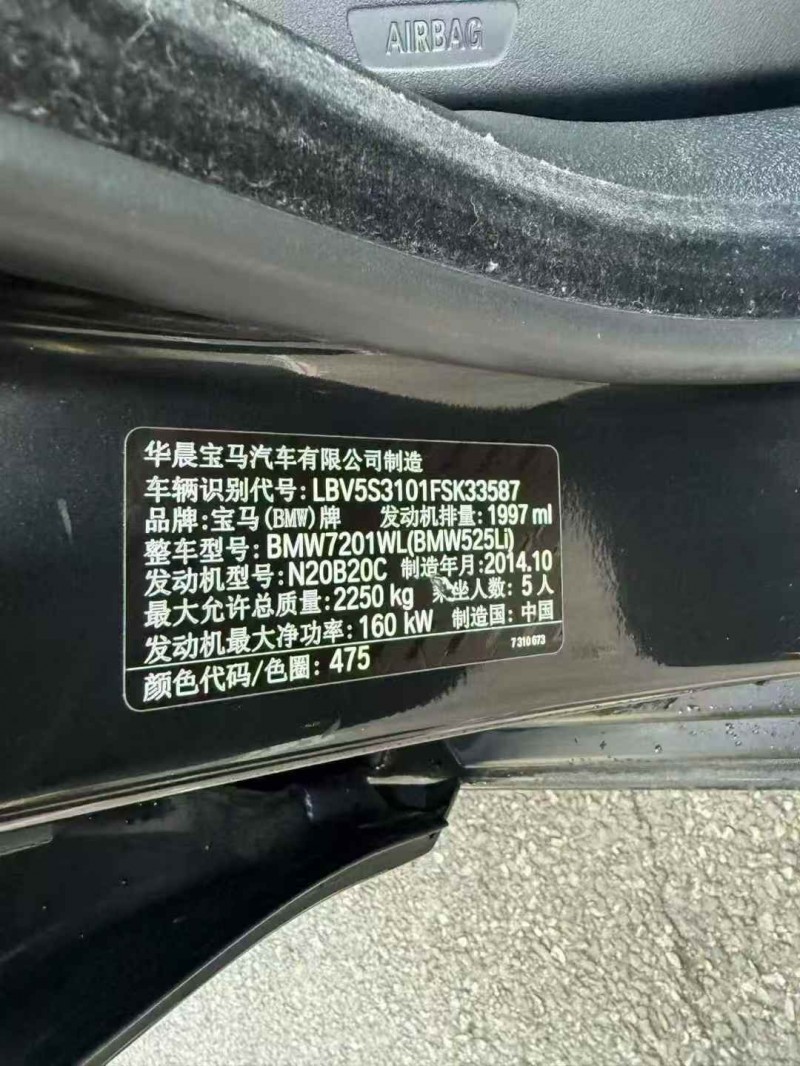 AIRBAG
华晨宝马汽车有限公司制造
车辆识别代号: LBV5S3101FSK33587
品牌: 宝马(BMW)牌 发动机排量: 1997 ml
整车型号: BMW7201WL(BMW525Li)
发动机型号: N20B20C 制造年月: 2014.10
最大允许总质量: 2250 kg 乘坐人数: 5 人
发动机最大净功率: 160 kW 制造国: 中国
7 310 673
颜色代码/色圈: 475